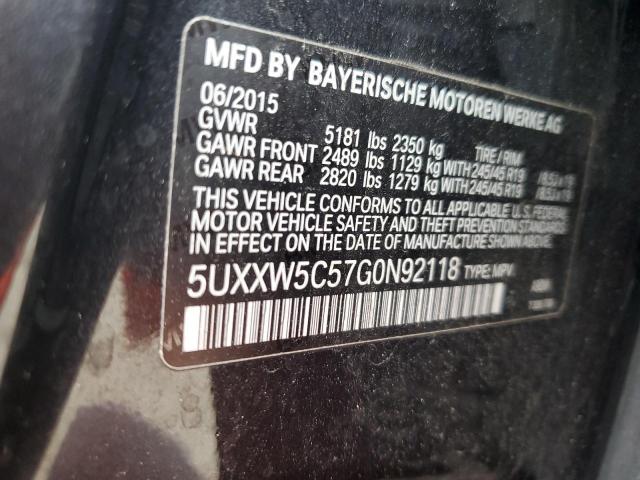 MFD BY BAYERISCHE MOTOREN WERKE AG
06/2015
GVWR 5181 lbs 2350 kg TIRE / RIM
GAWR FRONT 2489 lbs 1129 kg WITH 245/45 R19
GAWR REAR 2820 lbs 1279 kg WITH 245/45 R19
THIS VEHICLE CONFORMS TO ALL APPLICABLE U.S. FEDERAL
MOTOR VEHICLE SAFETY AND THEFT PREVENTION STANDARDS
IN EFFECT ON THE DATE OF MANUFACTURE SHOWN ABOVE.
5UXXW5C57G0N92118 TYPE: MPV